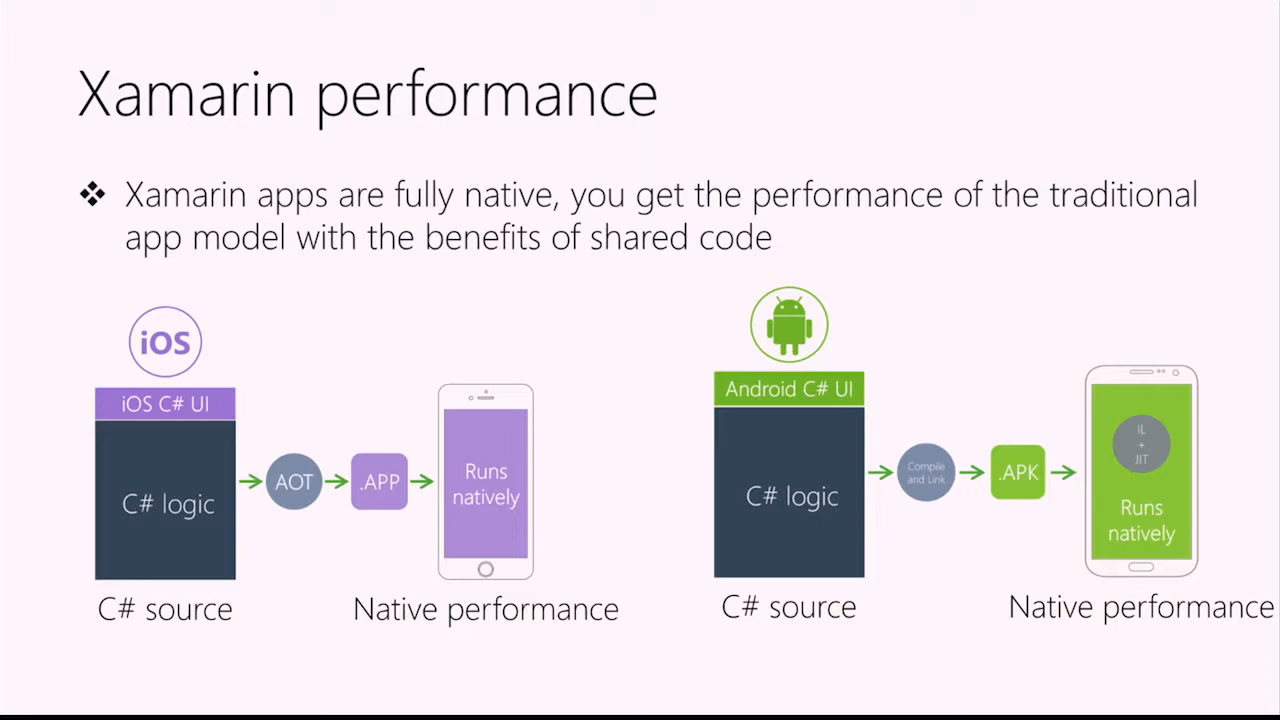 Xamarin performance
❖ Xamarin apps are fully native, you get the performance of the traditional
app model with the benefits of shared code
iOS
iOS C# UI
C# logic
AOT
.APP
Runs
natively
C# source
Native performance
Android C# UI
C# logic
Compile
and Link
.APK
IL
+
JIT
Runs
natively
C# source
Native performance